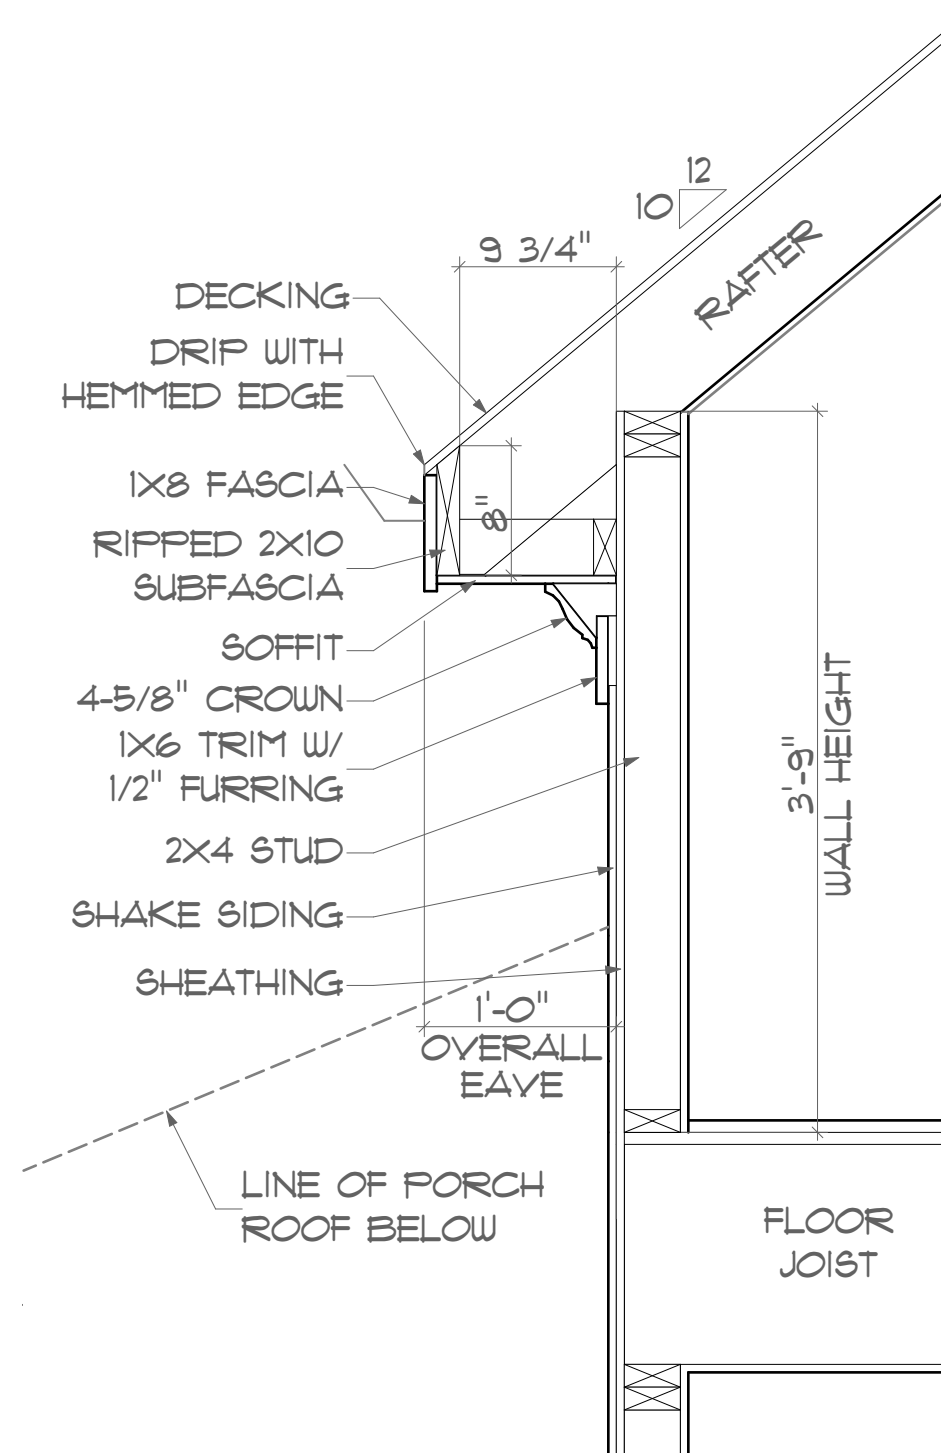 12
10
9 3/4"
RAFTER
DECKING
DRIP WITH
HEMMED EDGE
1X8 FASCIA
8"
RIPPED 2X10
SUBFASCIA
SOFFIT
4-5/8" CROWN
1X6 TRIM W/
1/2" FURRING
3'-9"
WALL HEIGHT
2X4 STUD
SHAKE SIDING
SHEATHING
1'-0"
OVERALL
EAVE
LINE OF PORCH
ROOF BELOW
FLOOR
JOIST